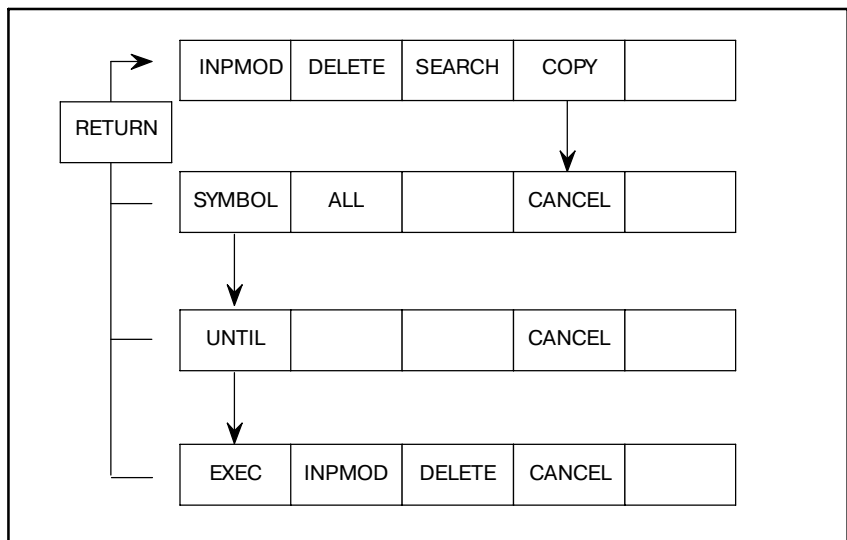 INPMOD DELETE SEARCH COPY
RETURN
SYMBOL ALL CANCEL
UNTIL CANCEL
EXEC INPMOD DELETE CANCEL